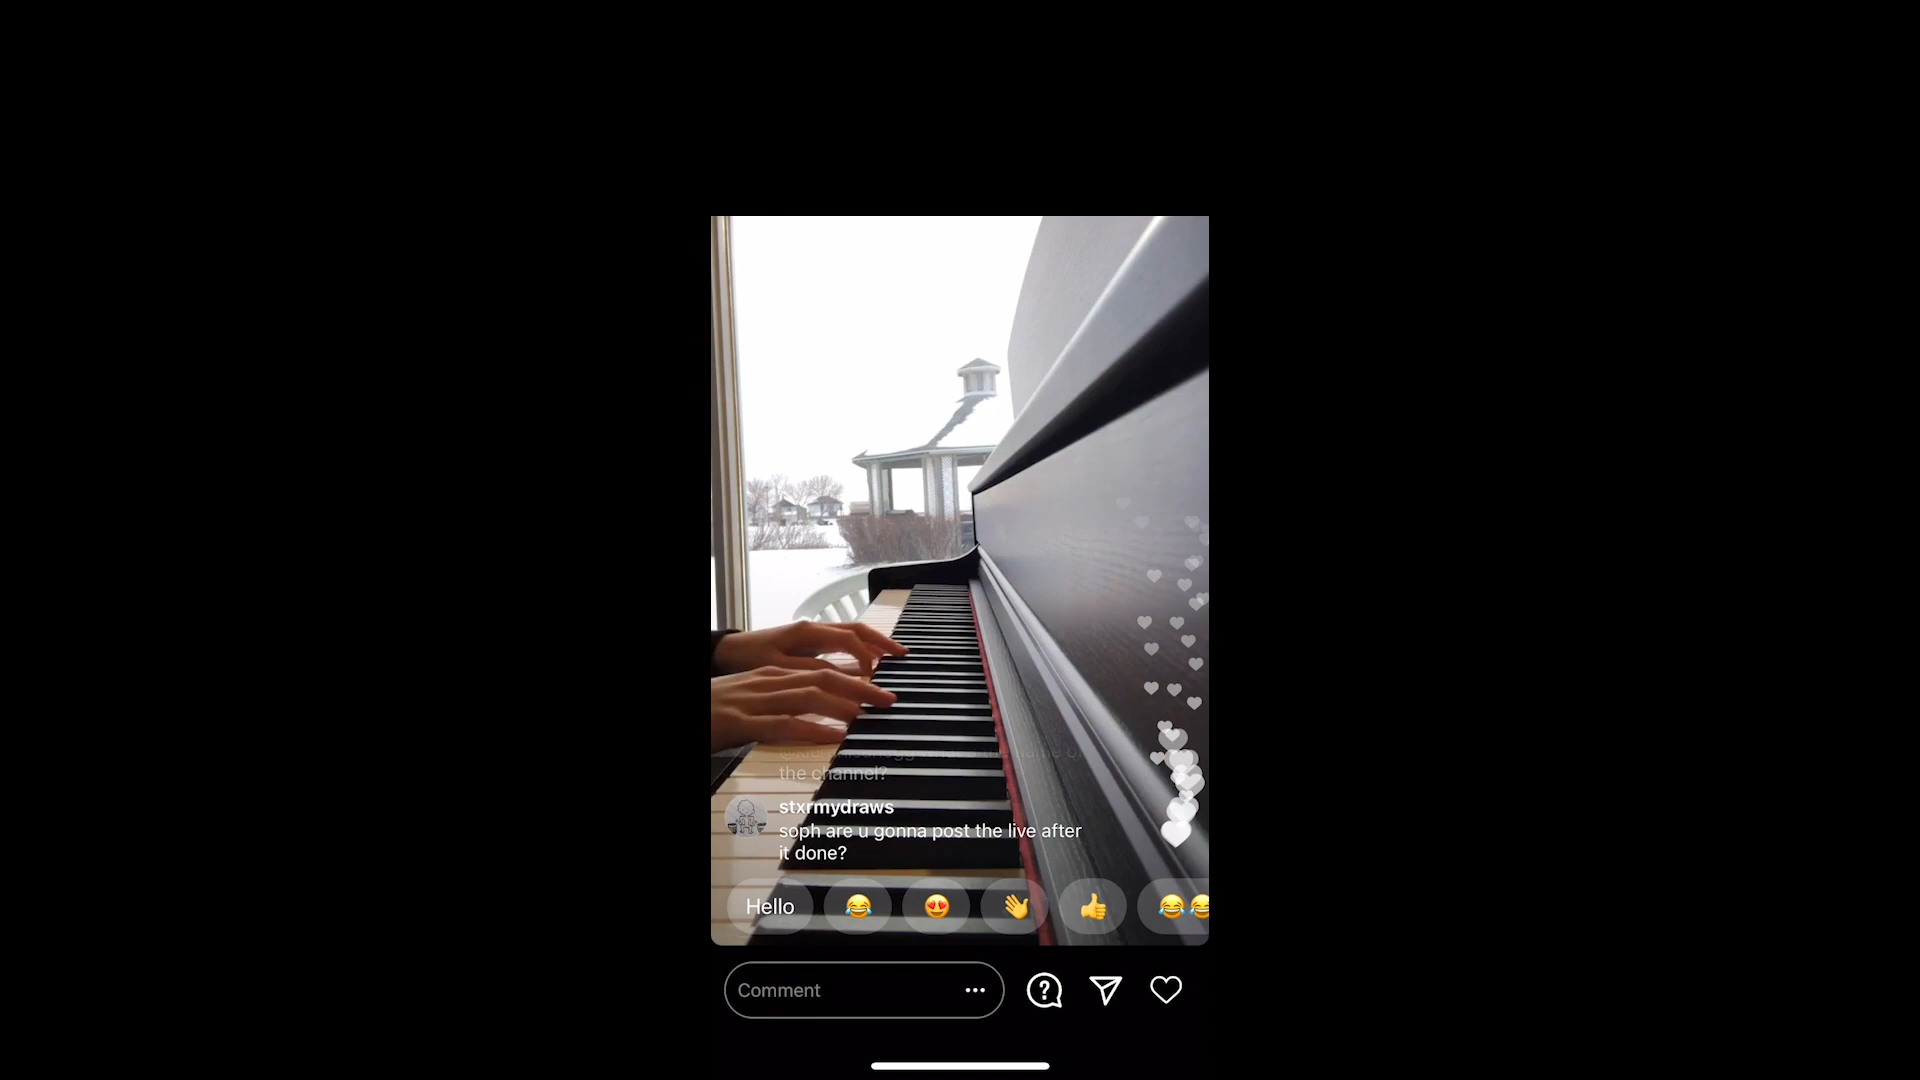 the channel?
stxrmydraws
soph are u gonna post the live after
it done?
Hello
Comment